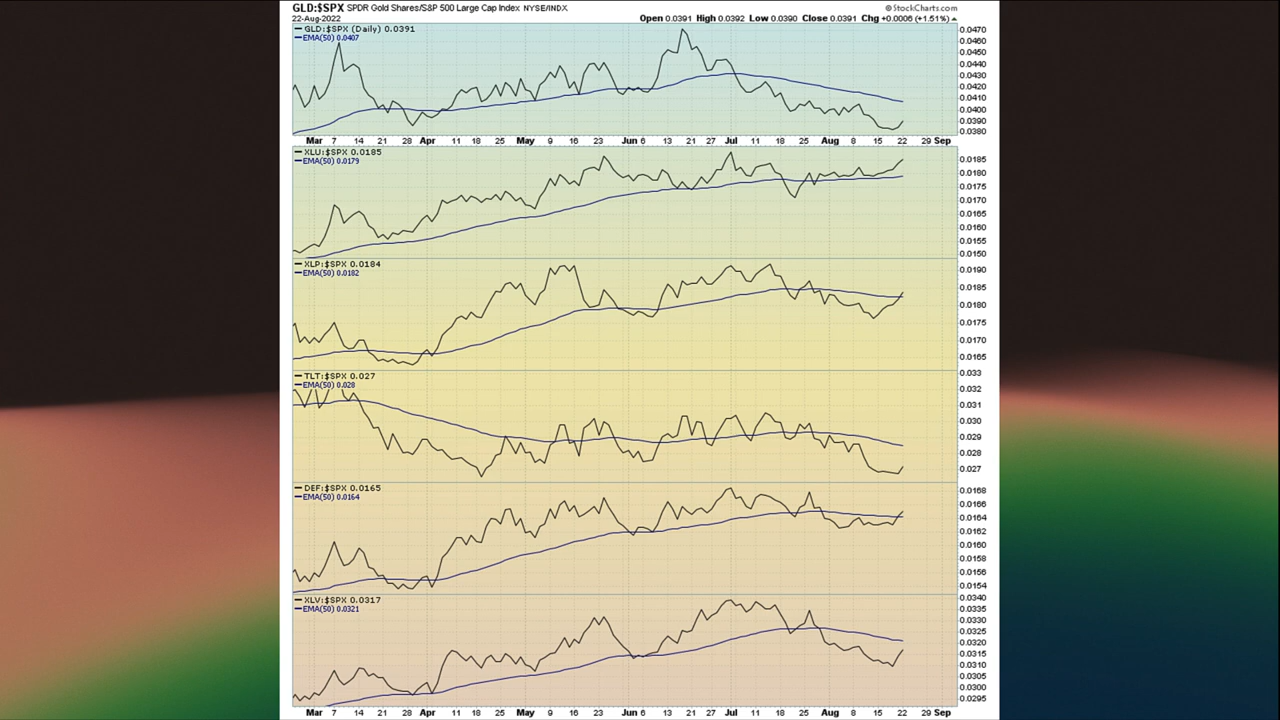 GLD:$SPX SPDR Gold Shares/S&P 500 Large Cap Index NYSE/INDX
© StockCharts.com
22-Aug-2022
Open 0.0391 High 0.0392 Low 0.0390 Close 0.0391 Chg +0.0006 (+1.51%)
GLD:$SPX (Daily) 0.0391
EMA(50) 0.0407
0.0470
0.0460
0.0450
0.0440
0.0430
0.0420
0.0410
0.0400
0.0390
0.0380
Mar 7 14 21 28 Apr 11 18 25 May 9 16 23 Jun 6 13 21 27 Jul 11 18 25 Aug 8 15 22 29 Sep
XLU:$SPX 0.0185
EMA(50) 0.0179
0.0185
0.0180
0.0175
0.0170
0.0165
0.0160
0.0155
0.0150
XLP:$SPX 0.0184
EMA(50) 0.0182
0.0190
0.0185
0.0180
0.0175
0.0170
0.0165
TLT:$SPX 0.027
EMA(50) 0.028
0.033
0.032
0.031
0.030
0.029
0.028
0.027
DEF:$SPX 0.0165
EMA(50) 0.0164
0.0168
0.0166
0.0164
0.0162
0.0160
0.0158
0.0156
0.0154
XLV:$SPX 0.0317
EMA(50) 0.0321
0.0340
0.0335
0.0330
0.0325
0.0320
0.0315
0.0310
0.0305
0.0300
0.0295
Mar 7 14 21 28 Apr 11 18 25 May 9 16 23 Jun 6 13 21 27 Jul 11 18 25 Aug 8 15 22 29 Sep